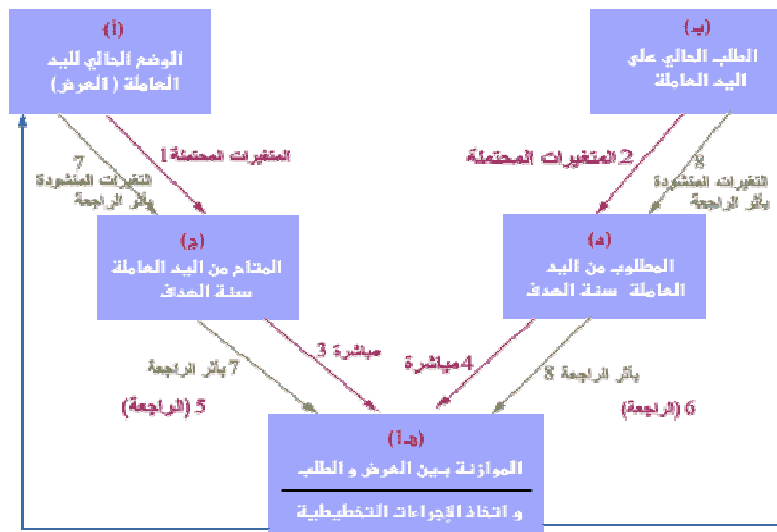 (أ)
الوضع الحالي لليد
العاملة (العرض)
(ب)
الطلب الحالي على
اليد العاملة
1 المتغيرات المحتملة
7
التغيرات المنشودة
بأثر الراجعة
2 المتغيرات المحتملة
8
التغيرات المنشودة
بأثر الراجعة
(ج)
المتاح من اليد العاملة
سنة الهدف
(د)
المطلوب من اليد
العاملة سنة الهدف
3 مباشرة
7 بأثر الراجعة
5 (الراجعة)
4 مباشرة
8 بأثر الراجعة
6 (الراجعة)
(هـ أ)
الموازنة بين العرض و الطلب
و اتخاذ الإجراءات التخطيطية